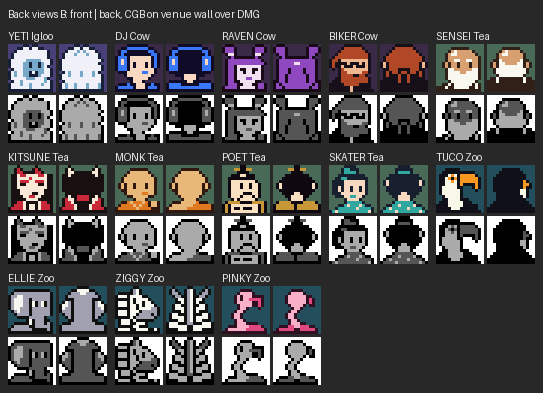 Back views B: front | back, CGB on venue wall over DMG
YETI Igloo
DJ Cow
RAVEN Cow
BIKER Cow
SENSEI Tea
KITSUNE Tea
MONK Tea
POET Tea
SKATER Tea
TUCO Zoo
ELLIE Zoo
ZIGGY Zoo
PINKY Zoo